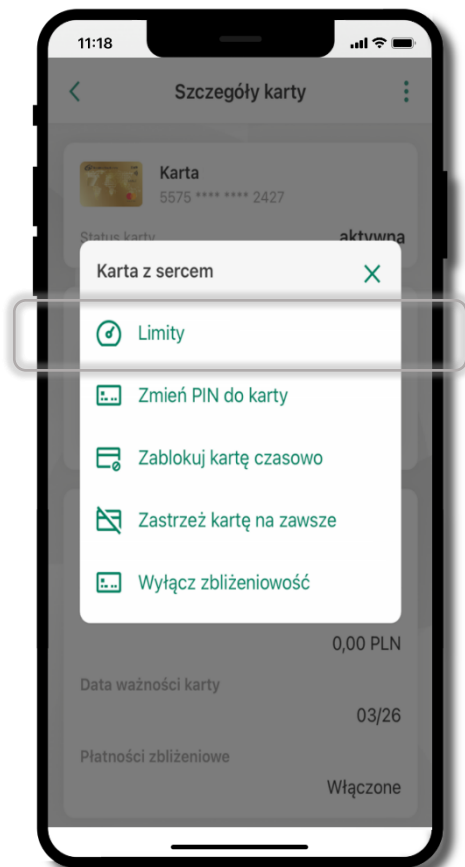 11:18
Szczegóły karty
Karta
5575 **** **** 2427
Status karty
aktywna
Karta z sercem
Limity
Zmień PIN do karty
Zablokuj kartę czasowo
Zastrzeż kartę na zawsze
Wyłącz zbliżeniowość
0,00 PLN
Data ważności karty
03/26
Płatności zbliżeniowe
Włączone